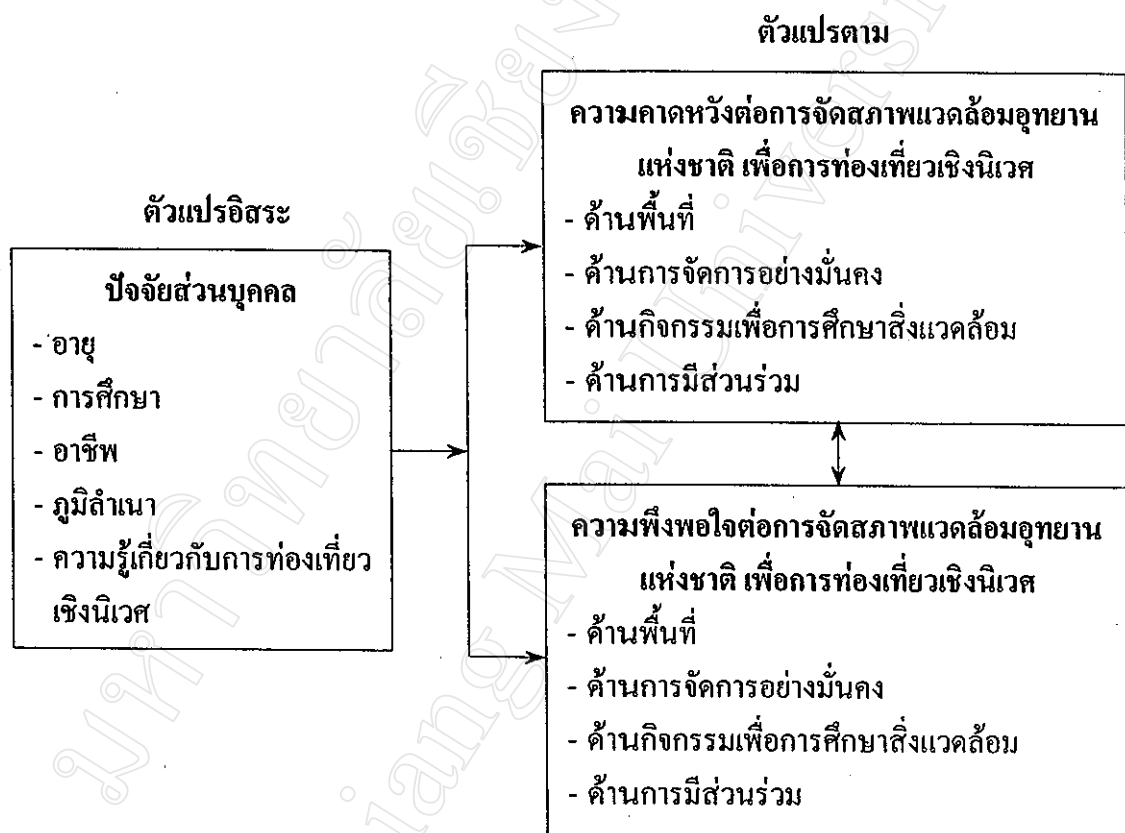 ตัวแปรอิสระ
ปัจจัยส่วนบุคคล
- อายุ
- การศึกษา
- อาชีพ
- ภูมิลำเนา
- ความรู้เกี่ยวกับการท่องเที่ยว
เชิงนิเวศ
ตัวแปรตาม
ความคาดหวังต่อการจัดสภาพแวดล้อมอุทยาน
แห่งชาติ เพื่อการท่องเที่ยวเชิงนิเวศ
- ด้านพื้นที่
- ด้านการจัดการอย่างมั่นคง
- ด้านกิจกรรมเพื่อการศึกษาสิ่งแวดล้อม
- ด้านการมีส่วนร่วม
ความพึงพอใจต่อการจัดสภาพแวดล้อมอุทยาน
แห่งชาติ เพื่อการท่องเที่ยวเชิงนิเวศ
- ด้านพื้นที่
- ด้านการจัดการอย่างมั่นคง
- ด้านกิจกรรมเพื่อการศึกษาสิ่งแวดล้อม
- ด้านการมีส่วนร่วม